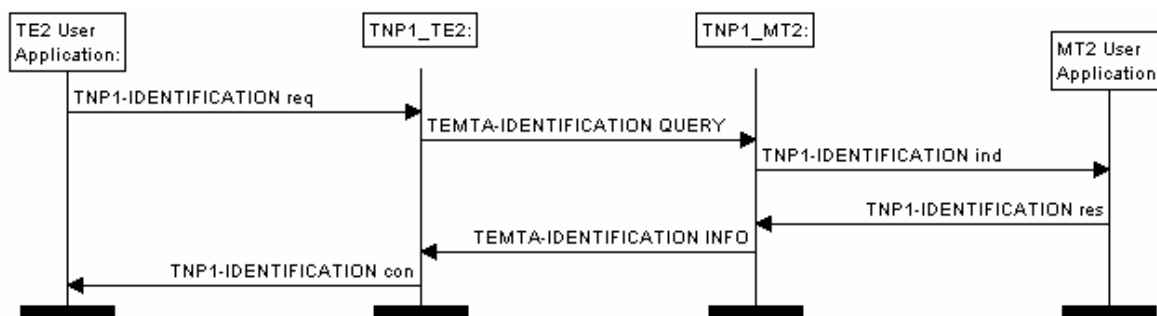 TE2 User
Application:
TNP1_TE2:
TNP1_MT2:
MT2 User
Application
TNP1-IDENTIFICATION req
TEMTA-IDENTIFICATION QUERY
TNP1-IDENTIFICATION ind
TNP1-IDENTIFICATION res
TEMTA-IDENTIFICATION INFO
TNP1-IDENTIFICATION con